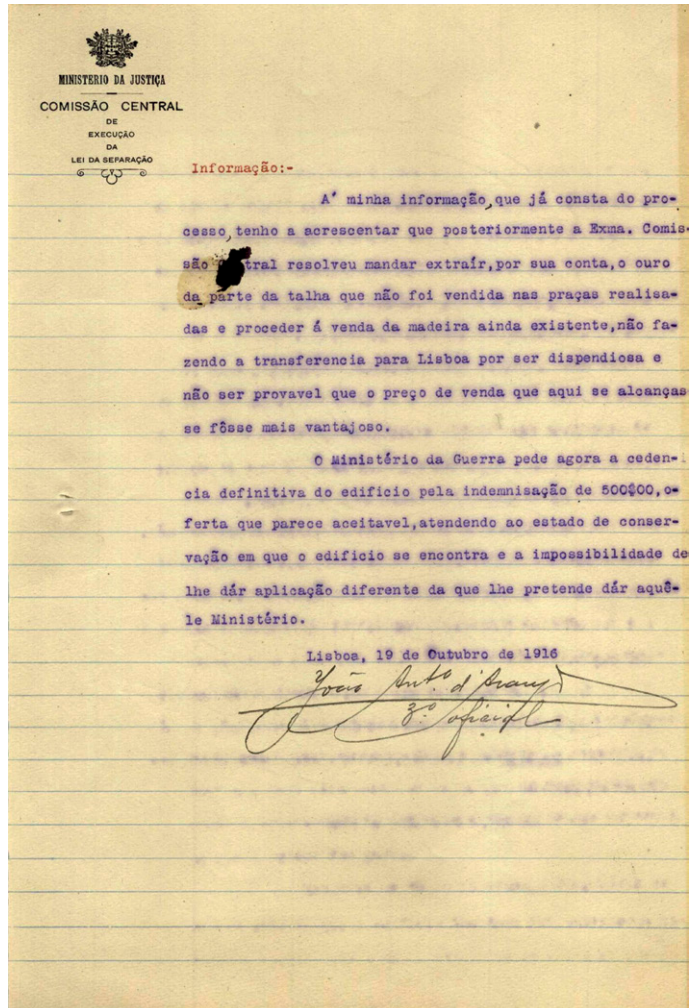 MINISTERIO DA JUSTIÇA
COMISSÃO CENTRAL
DE
EXECUÇÃO
DA
LEI DA SEPARAÇÃO
Informação:-
A' minha informação,que já consta do pro-
cesso,tenho a acrescentar que posteriormente a Exma. Comis-
são tral resolveu mandar extraír,por sua conta,o ouro
da parte da talha que não foi vendida nas praças realisa-
das e proceder á venda da madeira ainda existente,não fa-
zendo a transferencia para Lisboa por ser dispendiosa e
não ser provavel que o preço de venda que aqui se alcanças-
se fôsse mais vantajoso.
O Ministério da Guerra pede agora a ceden-
cia definitiva do edificio pela indemnisação de 500$00,o-
ferta que parece aceitavel,atendendo ao estado de conser-
vação em que o edificio se encontra e a impossibilidade de
lhe dár aplicação diferente da que lhe pretende dár aquê-
le Ministério.
Lisboa, 19 de Outubro de 1916
João Antº d'Araujo
3º oficial